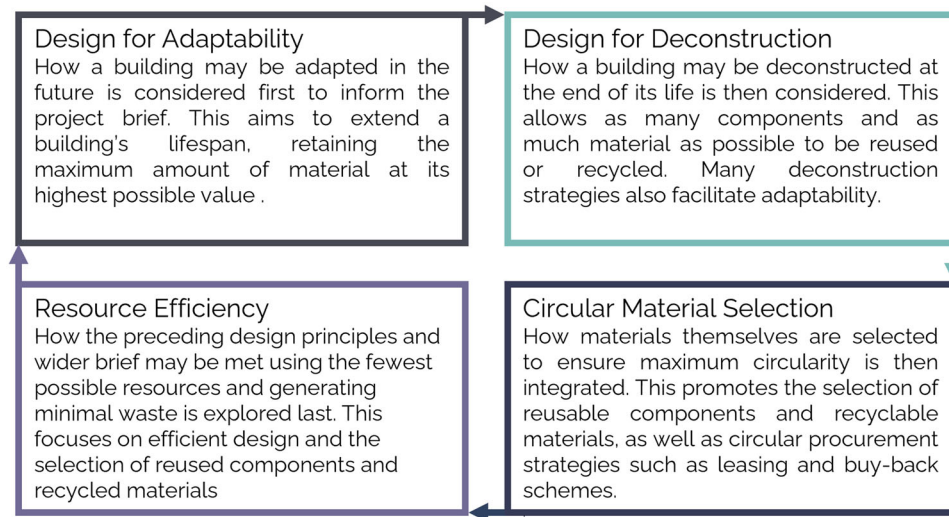 Design for Adaptability
How a building may be adapted in the
future is considered first to inform the
project brief. This aims to extend a
building's lifespan, retaining the
maximum amount of material at its
highest possible value .
Design for Deconstruction
How a building may be deconstructed at
the end of its life is then considered. This
allows as many components and as
much material as possible to be reused
or recycled. Many deconstruction
strategies also facilitate adaptability.
Resource Efficiency
How the preceding design principles and
wider brief may be met using the fewest
possible resources and generating
minimal waste is explored last. This
focuses on efficient design and the
selection of reused components and
recycled materials
Circular Material Selection
How materials themselves are selected
to ensure maximum circularity is then
integrated. This promotes the selection of
reusable components and recyclable
materials, as well as circular procurement
strategies such as leasing and buy-back
schemes.